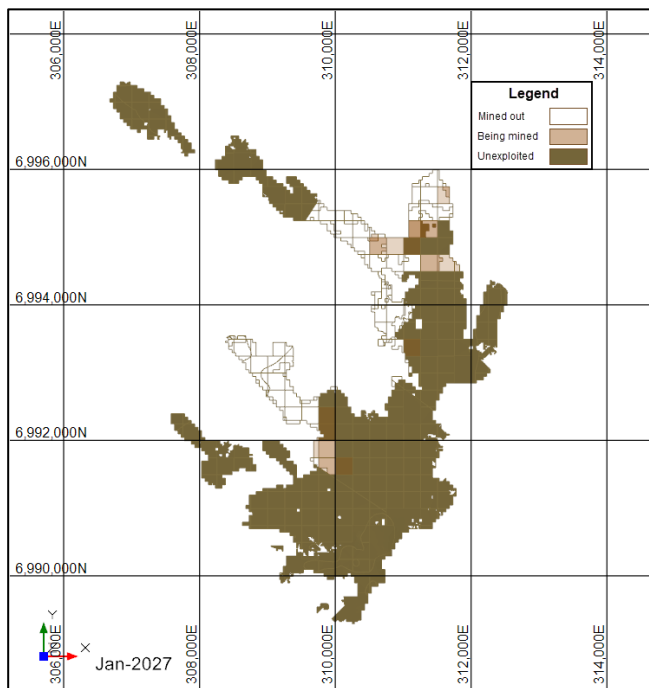 306,000E
308,000E
310,000E
312,000E
314,000E
Legend
Mined out
Being mined
Unexploited
6,996,000N
6,994,000N
6,992,000N
6,990,000N
Y
X
Jan-2027
306,000E
308,000E
310,000E
312,000E
314,000E